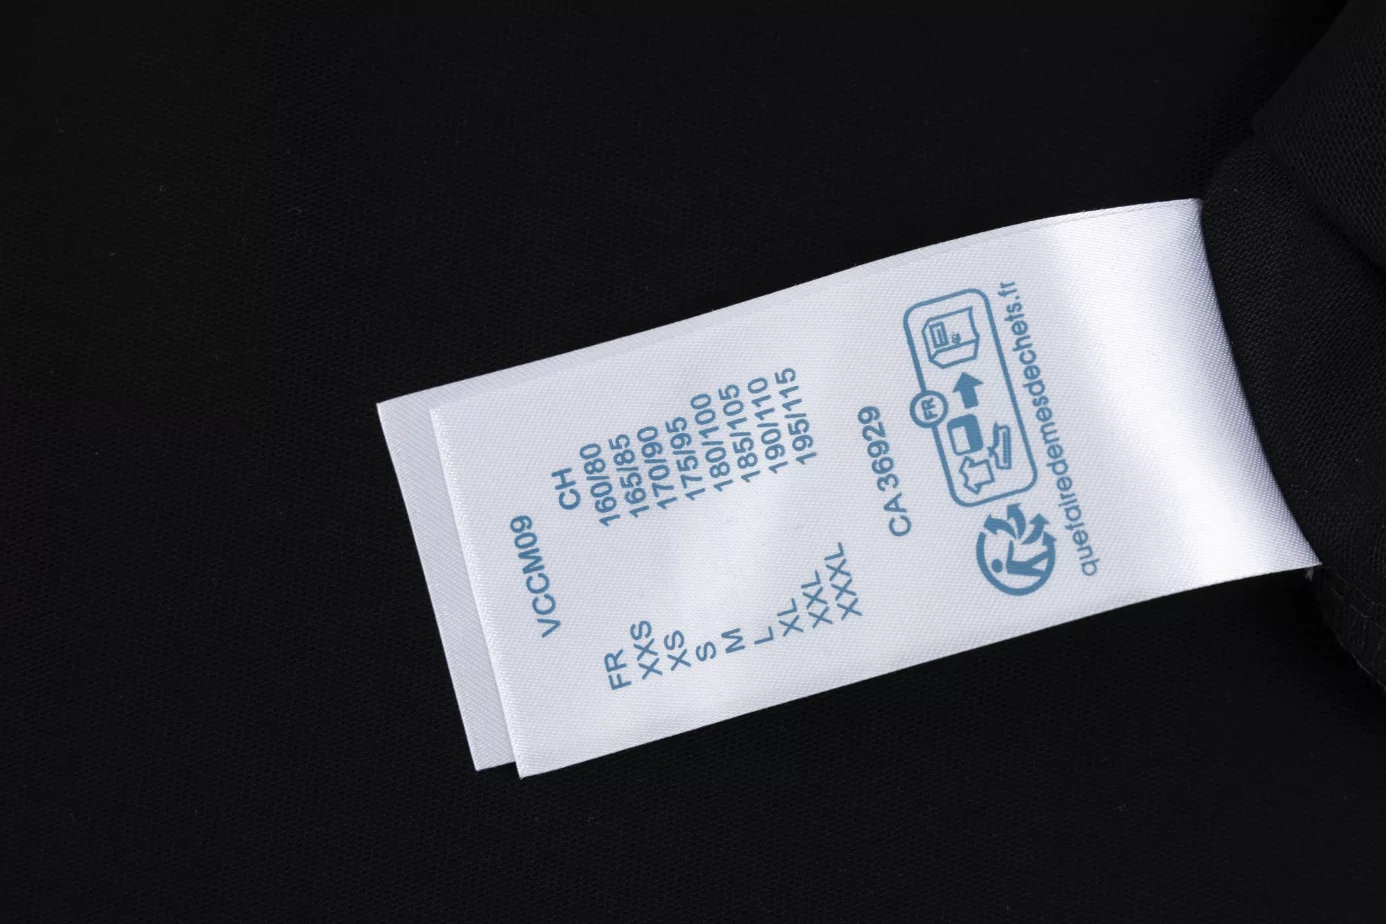 VCCM09
FR CH
XXS 160/80
XS 165/85
S 170/90
M 175/95
L 180/100
XL 185/105
XXL 190/110
XXXL 195/115
CA 36929
FR
quefairedemesdechets.fr